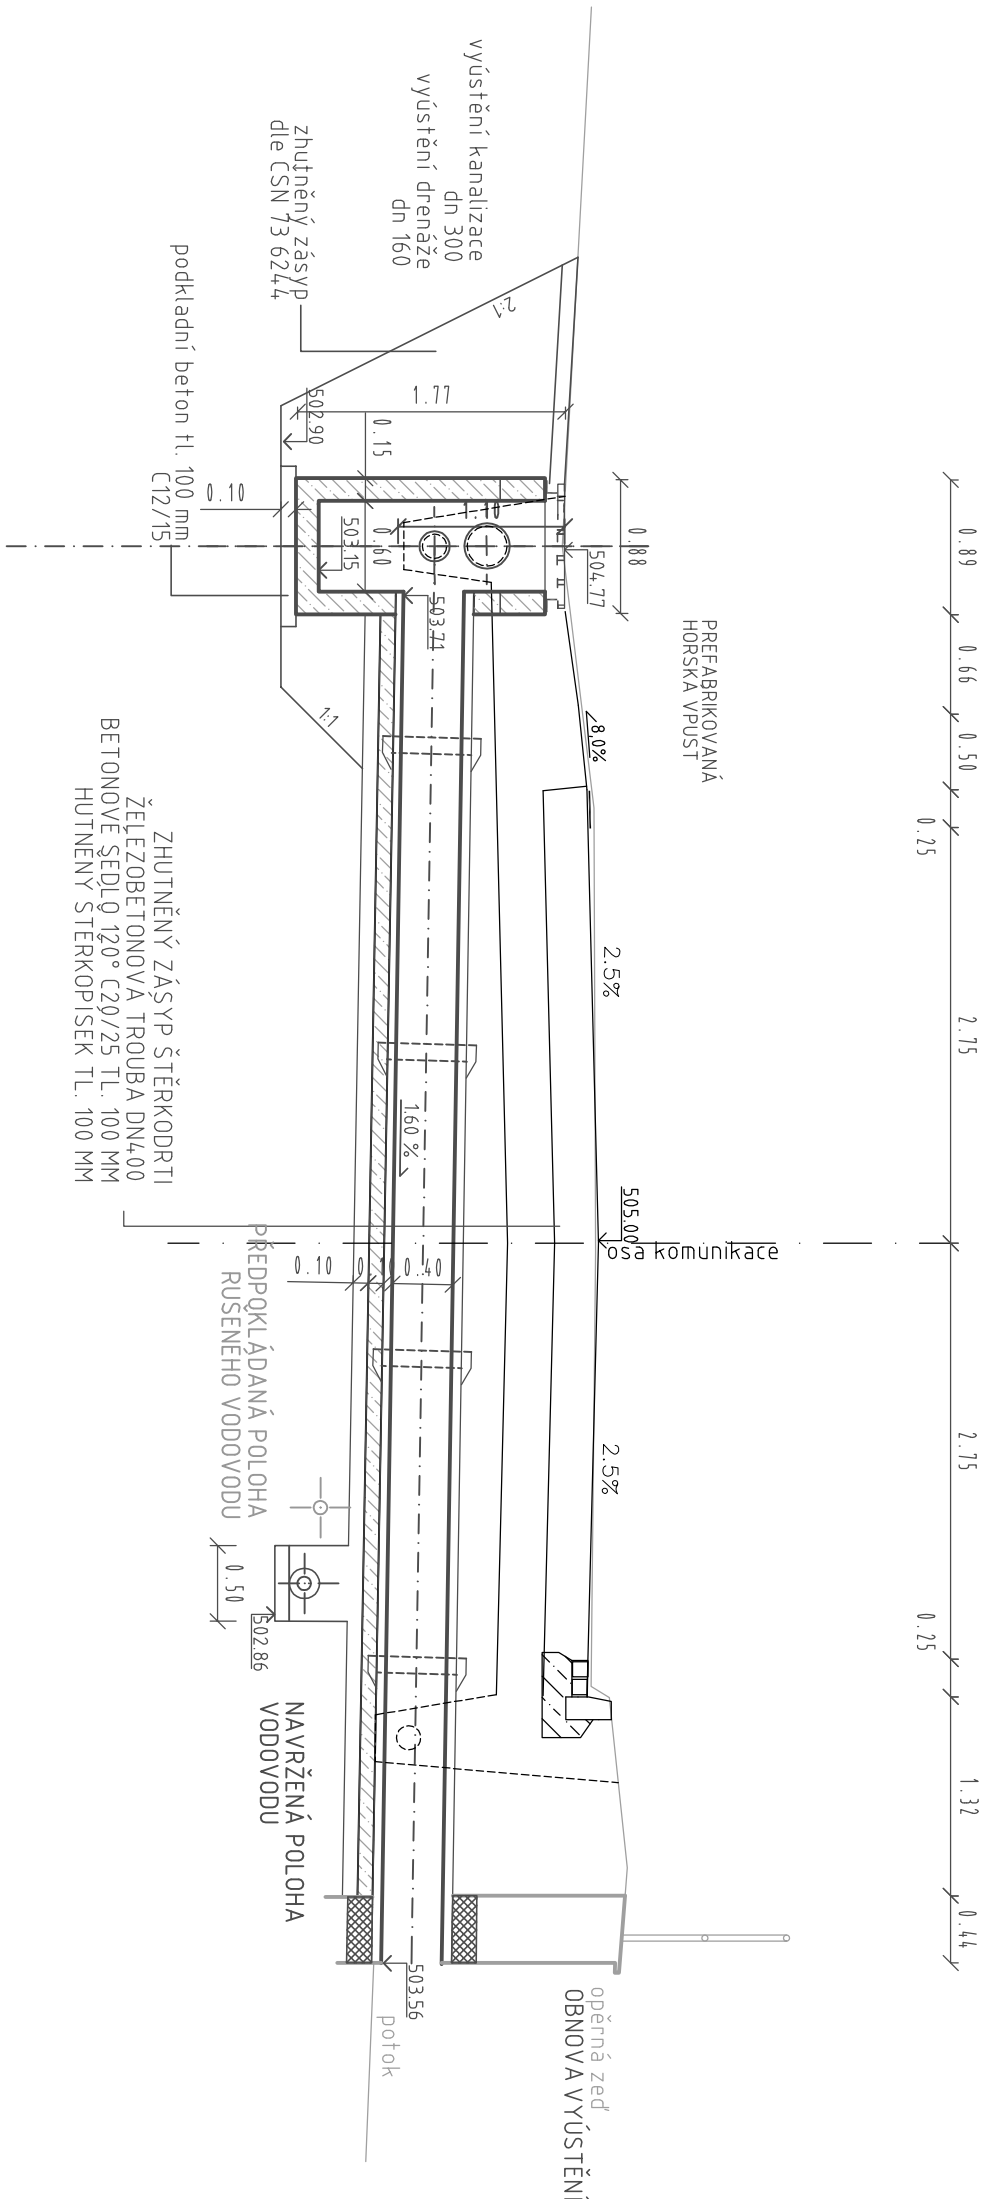 vyústění kanalizace
dn 300
vyústění drenáže
dn 160
zhutněný zásyp
dle ČSN 73 6244
podkladní beton tl. 100 mm
C12/15
2:1
1.77
502.90
0.15
0.10
503.15
0.60
1.10
0.88
504.77
503.71
PREFABRIKOVANÁ
HORSKÁ VPUST
0.89
0.66
0.50
0.25
2.75
2.75
0.25
1.32
0.44
8,0%
1:1
2.5%
2.5%
1.60 %
ZHUTNĚNÝ ZÁSYP ŠTĚRKODRTI
ŽELEZOBETONOVÁ TROUBA DN400
BETONOVÉ SEDLO 120° C20/25 TL. 100 MM
HUTNĚNÝ ŠTĚRKOPÍSEK TL. 100 MM
505.00
osa komunikace
0.10
0.40
PŘEDPOKLÁDANÁ POLOHA
RUŠENÉHO VODOVODU
0.50
502.86
NAVRŽENÁ POLOHA
VODOVODU
503.56
potok
opěrná zeď
OBNOVA VYÚSTĚNÍ